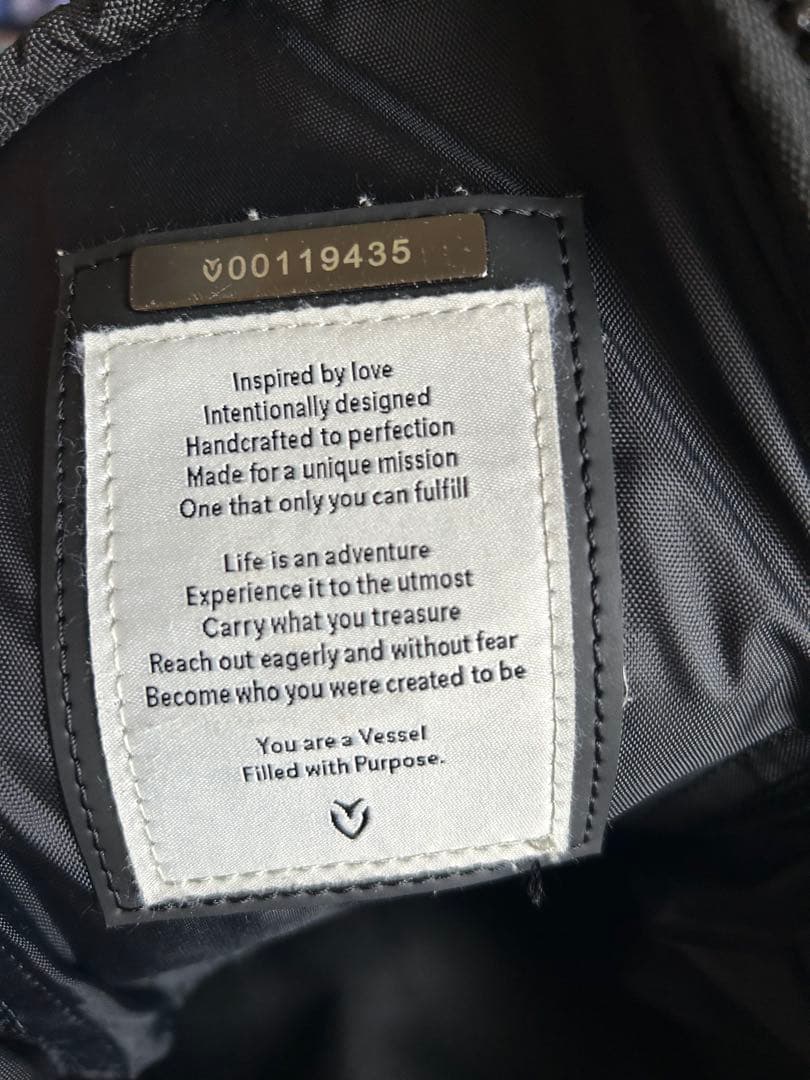 00119435
Inspired by love
Intentionally designed
Handcrafted to perfection
Made for a unique mission
One that only you can fulfill
Life is an adventure
Experience it to the utmost
Carry what you treasure
Reach out eagerly and without fear
Become who you were created to be
You are a Vessel
Filled with Purpose.